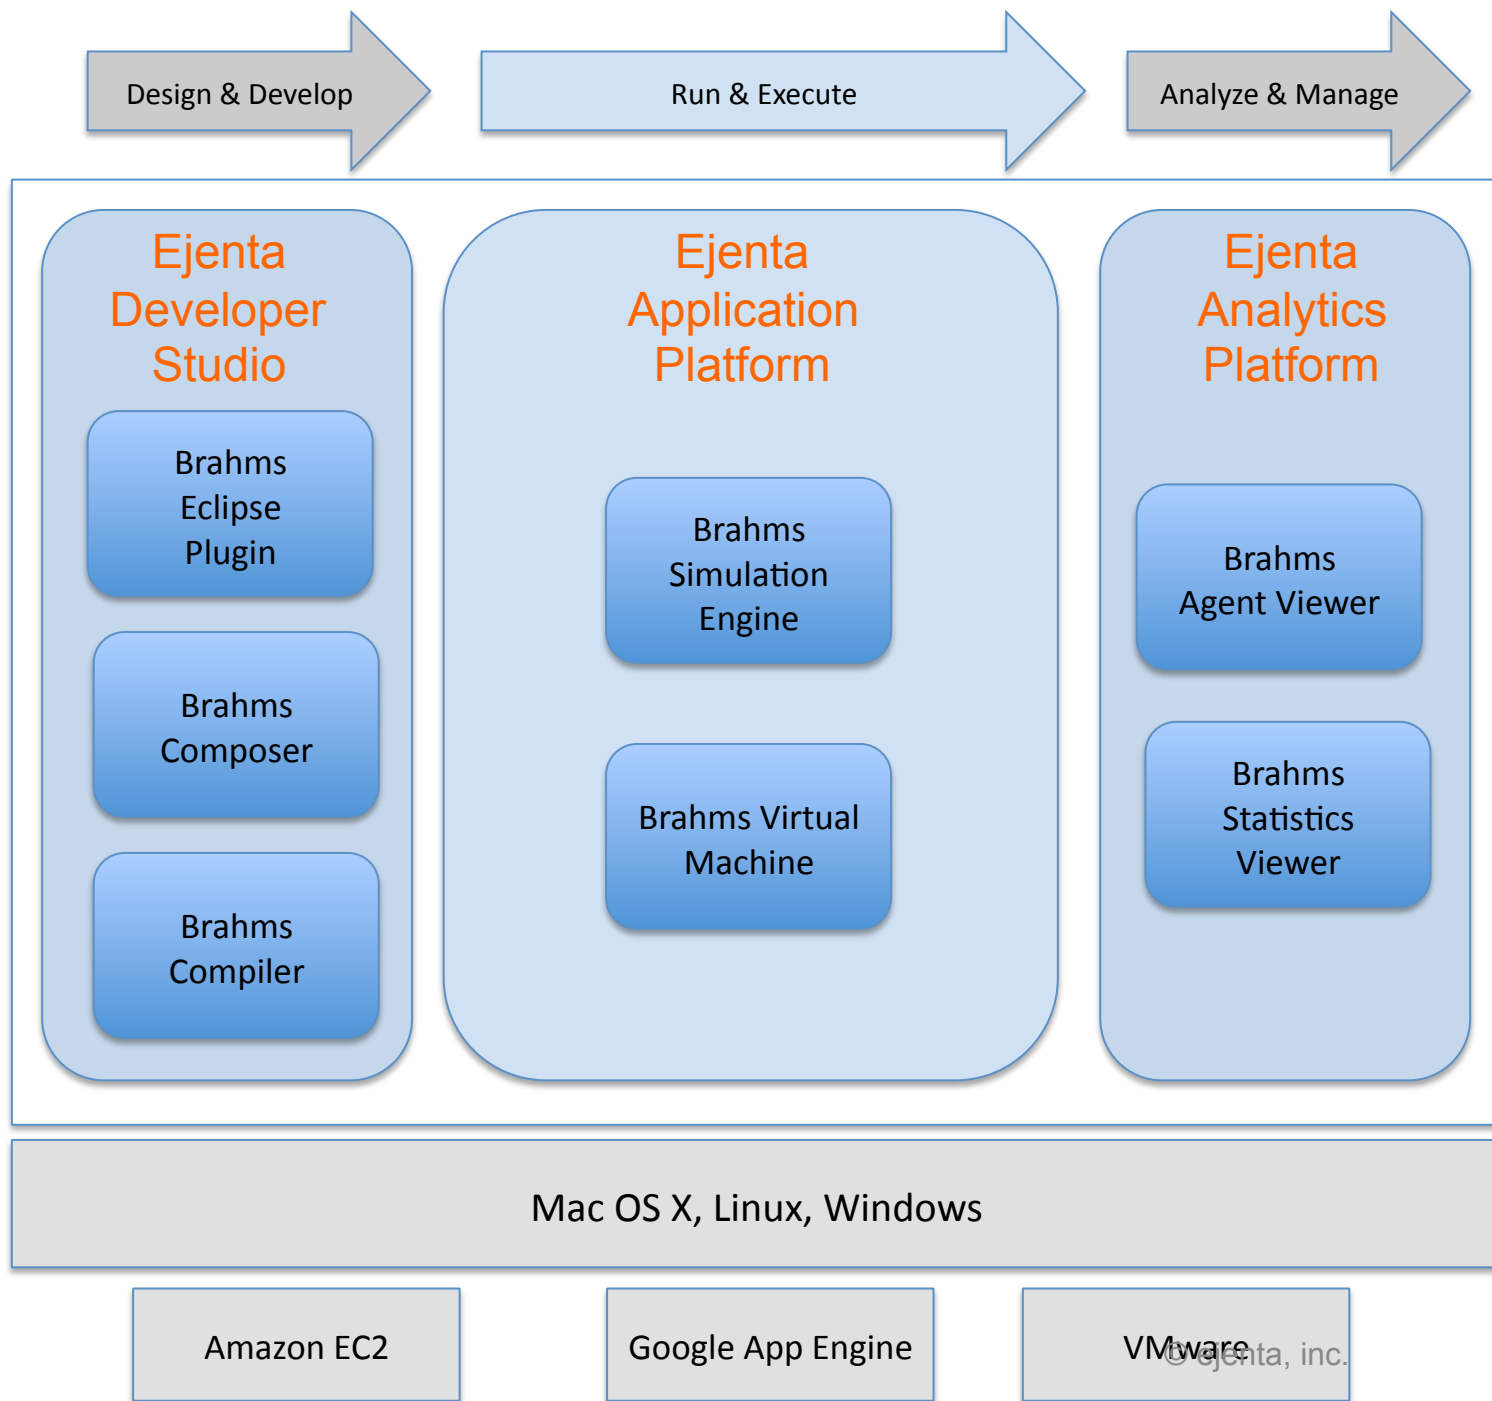 Design & Develop
Run & Execute
Analyze & Manage
Ejenta
Developer
Studio
Ejenta
Application
Platform
Ejenta
Analytics
Platform
Brahms
Eclipse
Plugin
Brahms
Composer
Brahms
Compiler
Brahms
Simulation
Engine
Brahms Virtual
Machine
Brahms
Agent Viewer
Brahms
Statistics
Viewer
Mac OS X, Linux, Windows
Amazon EC2
Google App Engine
VMware
© ejenta, inc.